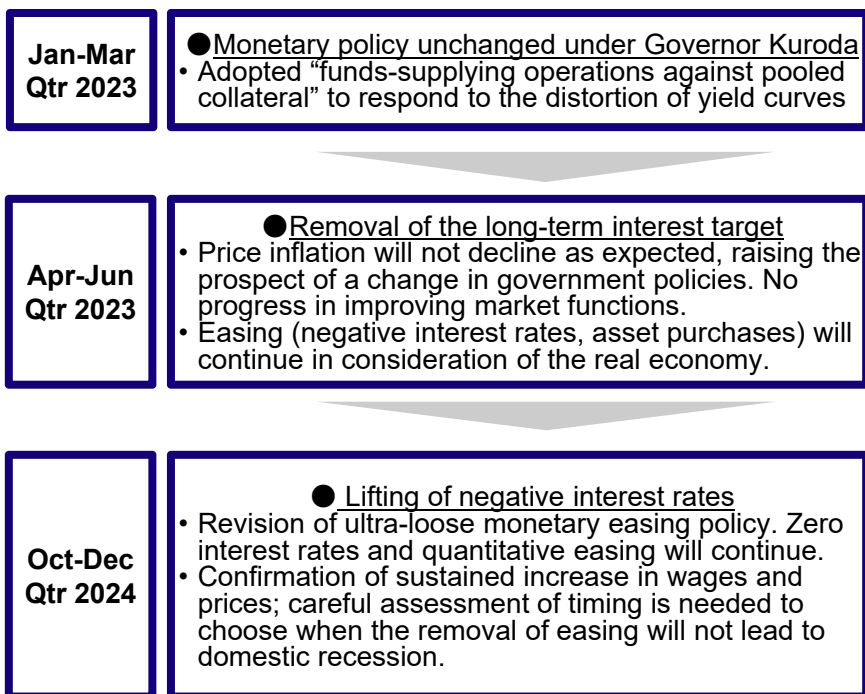 Jan-Mar
Qtr 2023
●Monetary policy unchanged under Governor Kuroda
• Adopted “funds-supplying operations against pooled
collateral” to respond to the distortion of yield curves
Apr-Jun
Qtr 2023
●Removal of the long-term interest target
• Price inflation will not decline as expected, raising the
prospect of a change in government policies. No
progress in improving market functions.
• Easing (negative interest rates, asset purchases) will
continue in consideration of the real economy.
Oct-Dec
Qtr 2024
● Lifting of negative interest rates
• Revision of ultra-loose monetary easing policy. Zero
interest rates and quantitative easing will continue.
• Confirmation of sustained increase in wages and
prices; careful assessment of timing is needed to
choose when the removal of easing will not lead to
domestic recession.